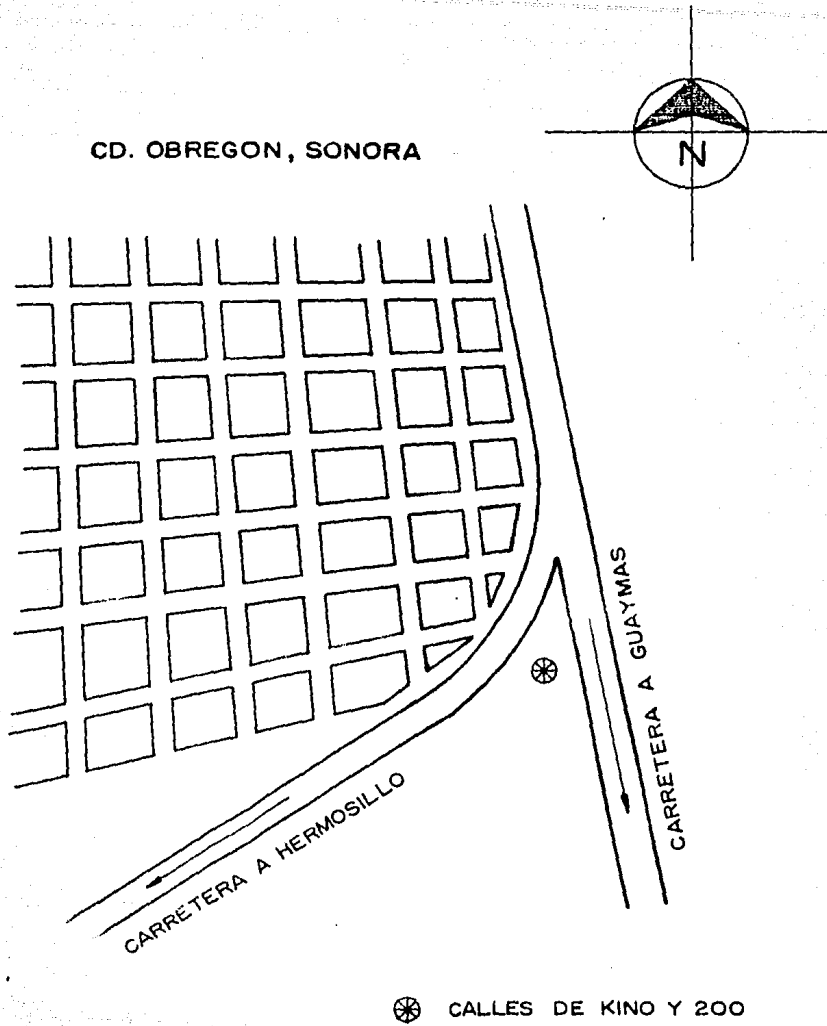 CD. OBREGON, SONORA
N
CARRETERA A GUAYMAS
CARRETERA A HERMOSILLO
CALLES DE KINO Y 200